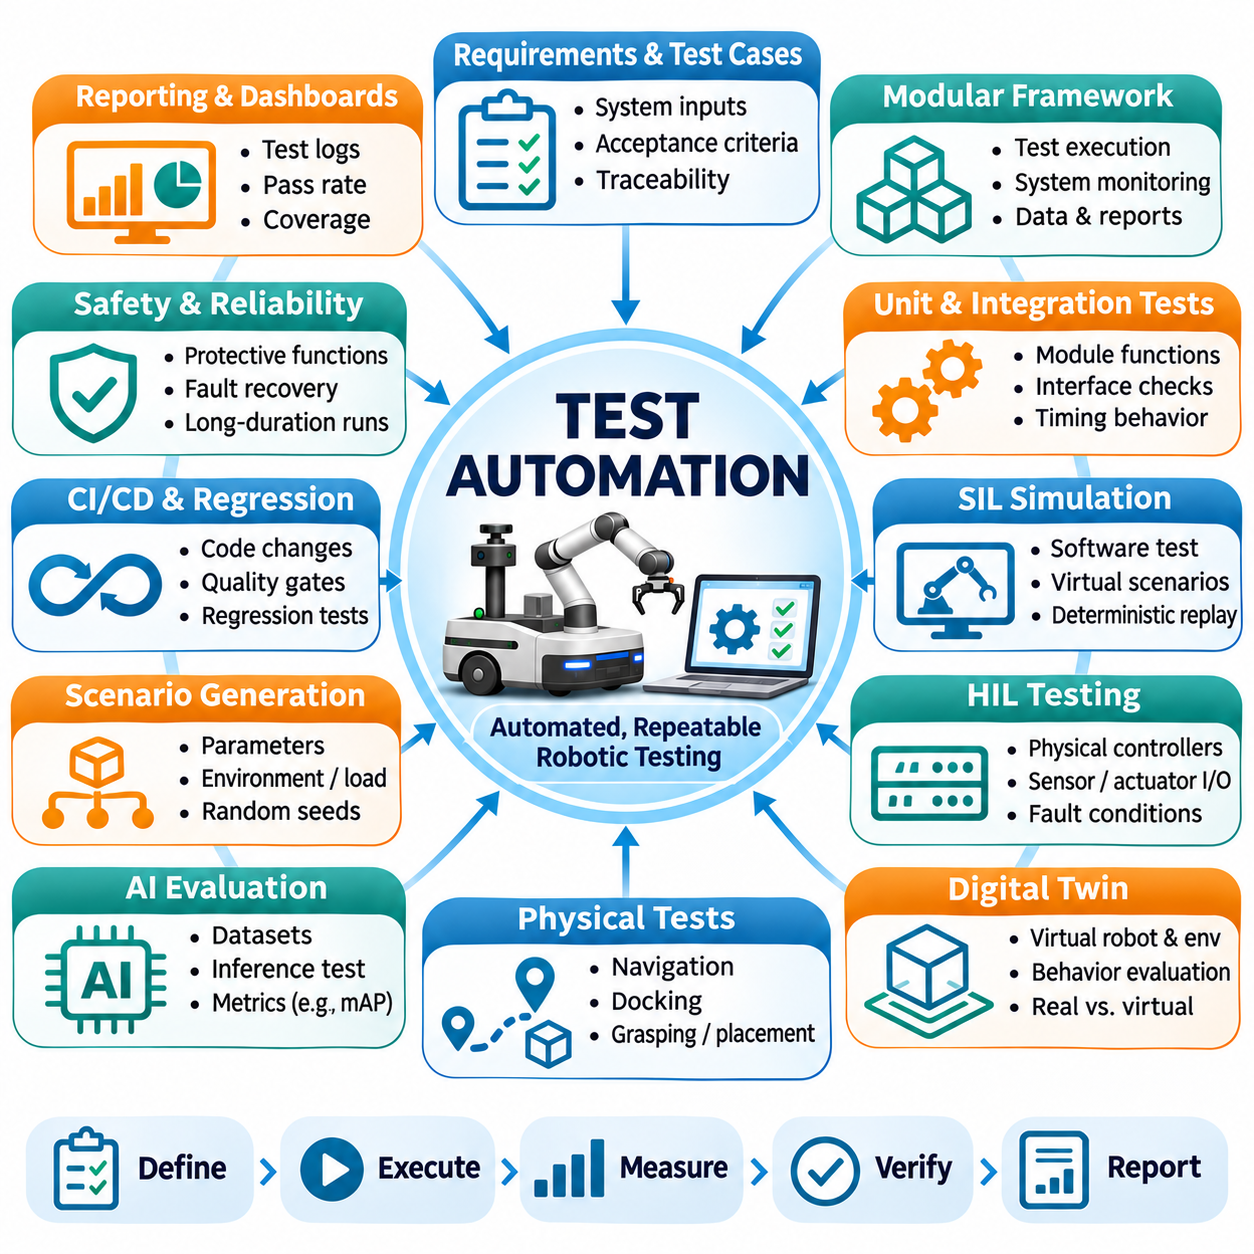 Requirements & Test Cases
• System inputs
• Acceptance criteria
• Traceability
Reporting & Dashboards
• Test logs
• Pass rate
• Coverage
Modular Framework
• Test execution
• System monitoring
• Data & reports
Safety & Reliability
• Protective functions
• Fault recovery
• Long-duration runs
Unit & Integration Tests
• Module functions
• Interface checks
• Timing behavior
TEST
AUTOMATION
Automated, Repeatable
Robotic Testing
CI/CD & Regression
• Code changes
• Quality gates
• Regression tests
SIL Simulation
• Software test
• Virtual scenarios
• Deterministic replay
Scenario Generation
• Parameters
• Environment / load
• Random seeds
HIL Testing
• Physical controllers
• Sensor / actuator I/O
• Fault conditions
AI Evaluation
AI
• Datasets
• Inference test
• Metrics (e.g., mAP)
Physical Tests
• Navigation
• Docking
• Grasping / placement
Digital Twin
• Virtual robot & env
• Behavior evaluation
• Real vs. virtual
Define
Execute
Measure
Verify
Report